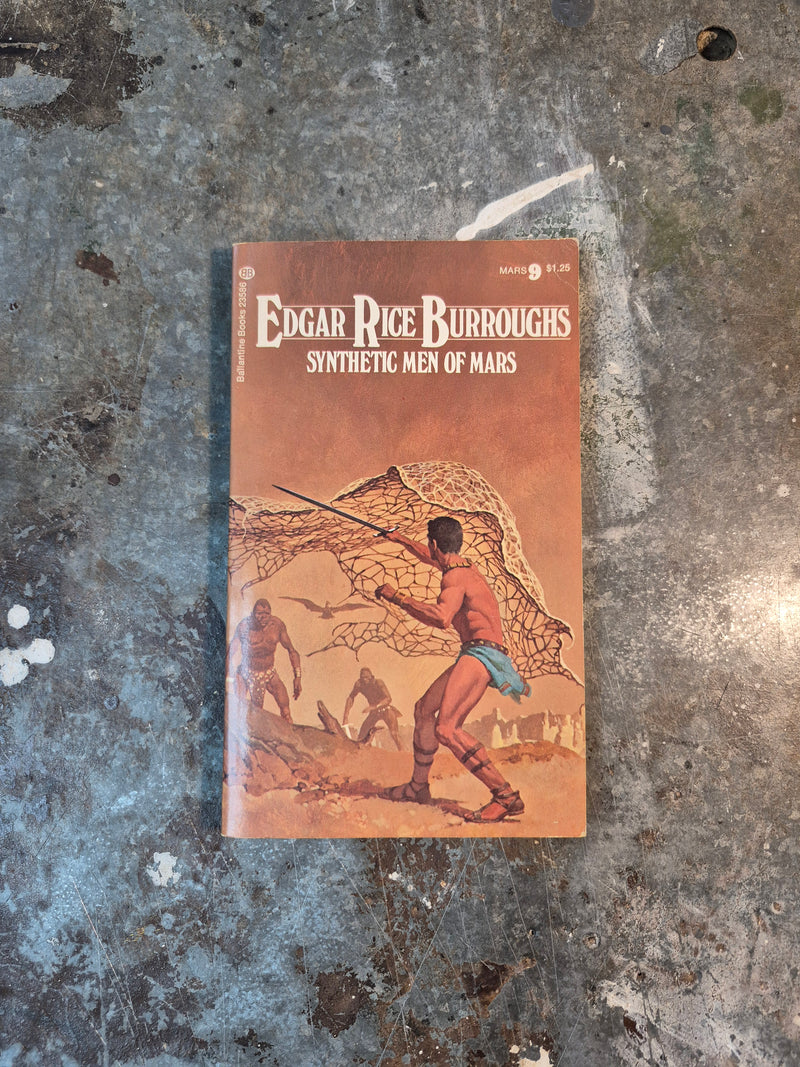 BB
MARS 9 $1.25
Ballantine Books 23586
EDGAR RICE BURROUGHS
SYNTHETIC MEN OF MARS